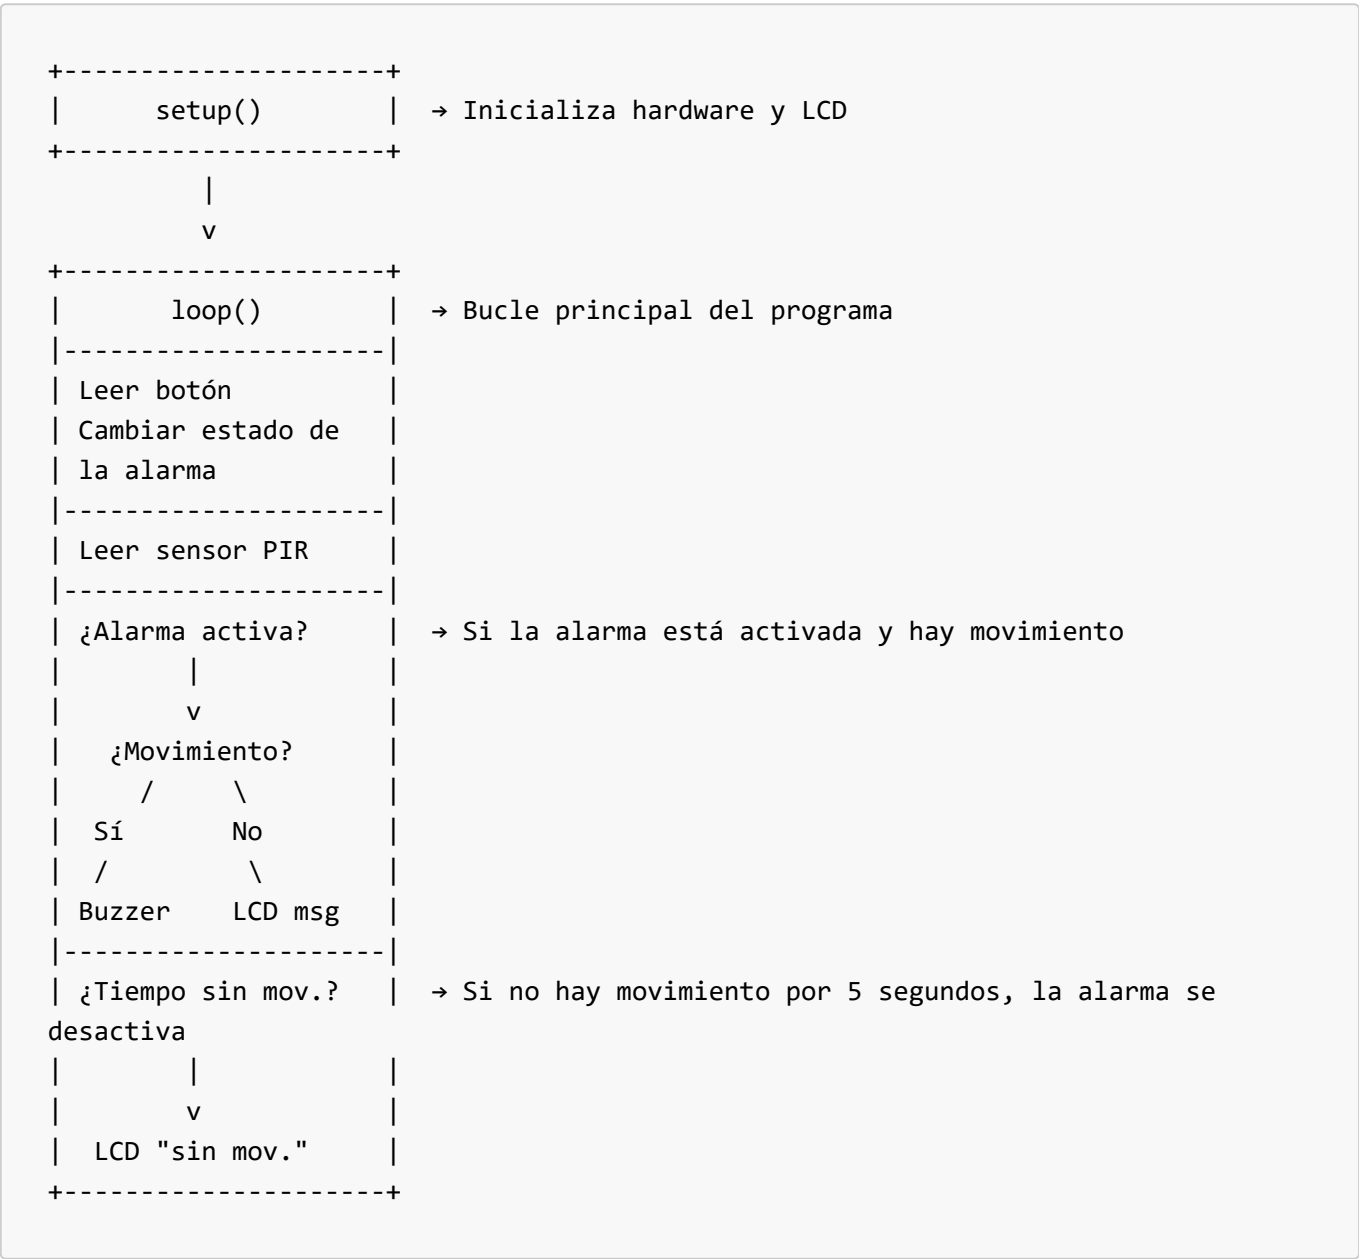 +---------------------+
|      setup()        |  → Inicializa hardware y LCD
+---------------------+
          |
          v
+---------------------+
|       loop()        |  → Bucle principal del programa
|---------------------|
| Leer botón          |
| Cambiar estado de   |
| la alarma           |
|---------------------|
| Leer sensor PIR     |
|---------------------|
| ¿Alarma activa?     |  → Si la alarma está activada y hay movimiento
|        |            |
|        v            |
|   ¿Movimiento?      |
|     /     \         |
|  Sí       No        |
|  /         \        |
| Buzzer    LCD msg   |
|---------------------|
| ¿Tiempo sin mov.?   |  → Si no hay movimiento por 5 segundos, la alarma se
desactiva
|        |            |
|        v            |
|  LCD "sin mov."     |
+---------------------+